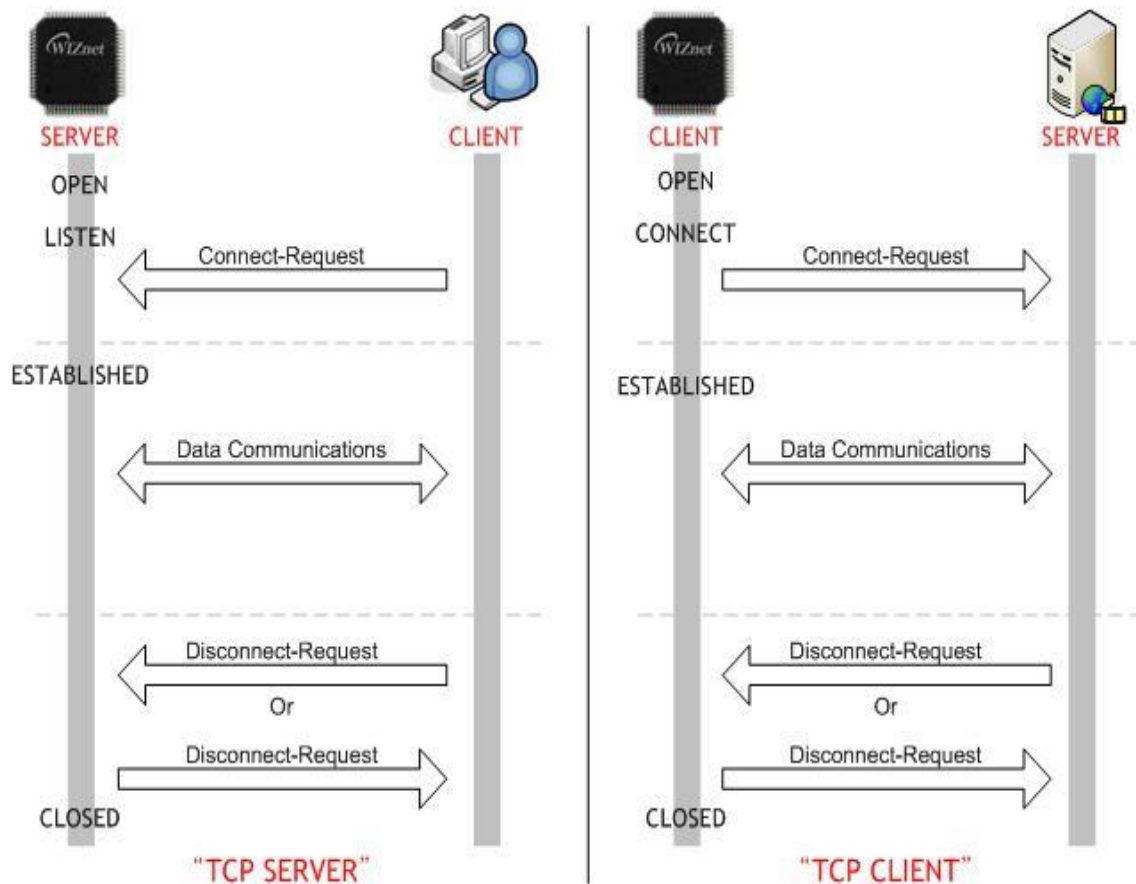 WIZnet
SERVER
CLIENT
OPEN
LISTEN
Connect-Request
ESTABLISHED
Data Communications
Disconnect-Request
Or
Disconnect-Request
CLOSED
"TCP SERVER"
WIZnet
CLIENT
SERVER
OPEN
CONNECT
Connect-Request
ESTABLISHED
Data Communications
Disconnect-Request
Or
Disconnect-Request
CLOSED
"TCP CLIENT"